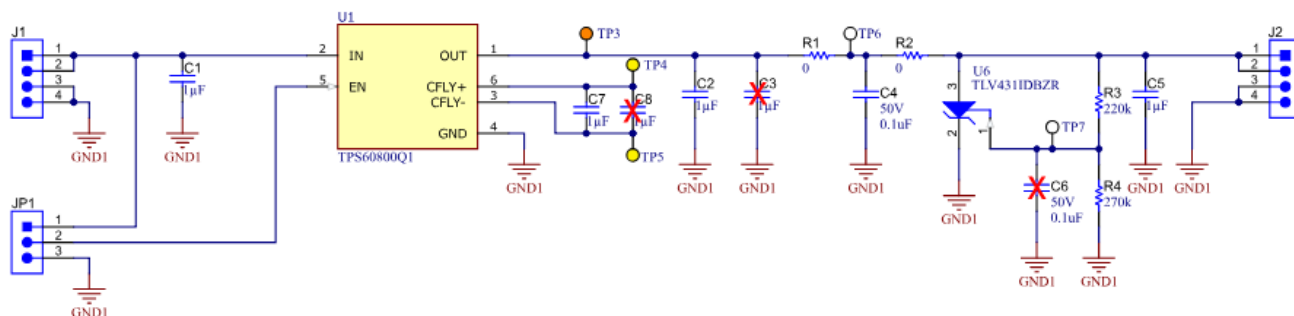 U1
J1
1
2
3
4
GND1
C1
1µF
GND1
2
IN
5
EN
OUT
1
CFLY+
6
CFLY-
3
GND
4
TPS60800Q1
GND1
TP3
TP4
C7
1µF
C8
1µF
TP5
C2
1µF
GND1
C3
1µF
GND1
R1
0
TP6
R2
0
C4
50V
0.1uF
GND1
U6
TLV431IDBZR
3
2
1
GND1
TP7
C6
50V
0.1uF
GND1
R3
220k
R4
270k
GND1
C5
1µF
GND1
J2
1
2
3
4
GND1
JP1
1
2
3
GND1